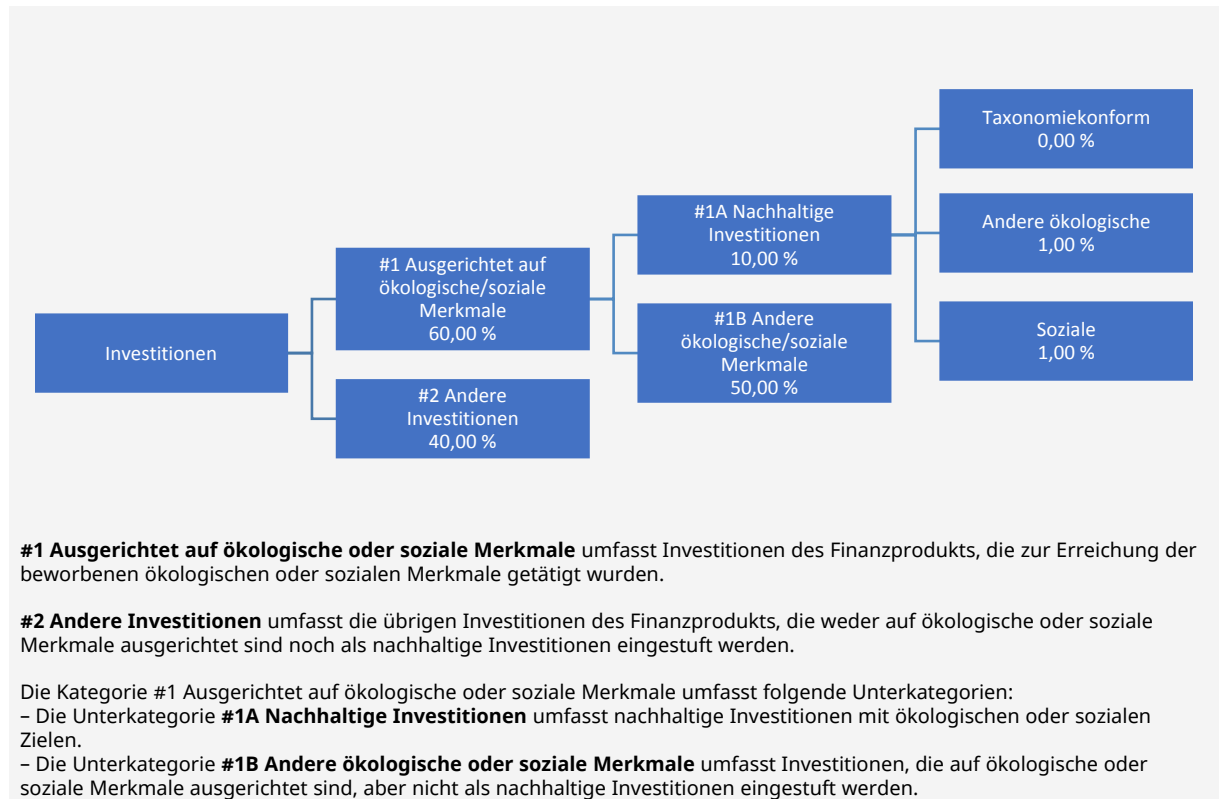 Investitionen
#1 Ausgerichtet auf
ökologische/soziale
Merkmale
60,00 %
#2 Andere
Investitionen
40,00 %
#1A Nachhaltige
Investitionen
10,00 %
#1B Andere
ökologische/soziale
Merkmale
50,00 %
Taxonomiekonform
0,00 %
Andere ökologische
1,00 %
Soziale
1,00 %
#1 Ausgerichtet auf ökologische oder soziale Merkmale umfasst Investitionen des Finanzprodukts, die zur Erreichung der
beworbenen ökologischen oder sozialen Merkmale getätigt wurden.
#2 Andere Investitionen umfasst die übrigen Investitionen des Finanzprodukts, die weder auf ökologische oder soziale
Merkmale ausgerichtet sind noch als nachhaltige Investitionen eingestuft werden.
Die Kategorie #1 Ausgerichtet auf ökologische oder soziale Merkmale umfasst folgende Unterkategorien:
– Die Unterkategorie #1A Nachhaltige Investitionen umfasst nachhaltige Investitionen mit ökologischen oder sozialen
Zielen.
– Die Unterkategorie #1B Andere ökologische oder soziale Merkmale umfasst Investitionen, die auf ökologische oder
soziale Merkmale ausgerichtet sind, aber nicht als nachhaltige Investitionen eingestuft werden.